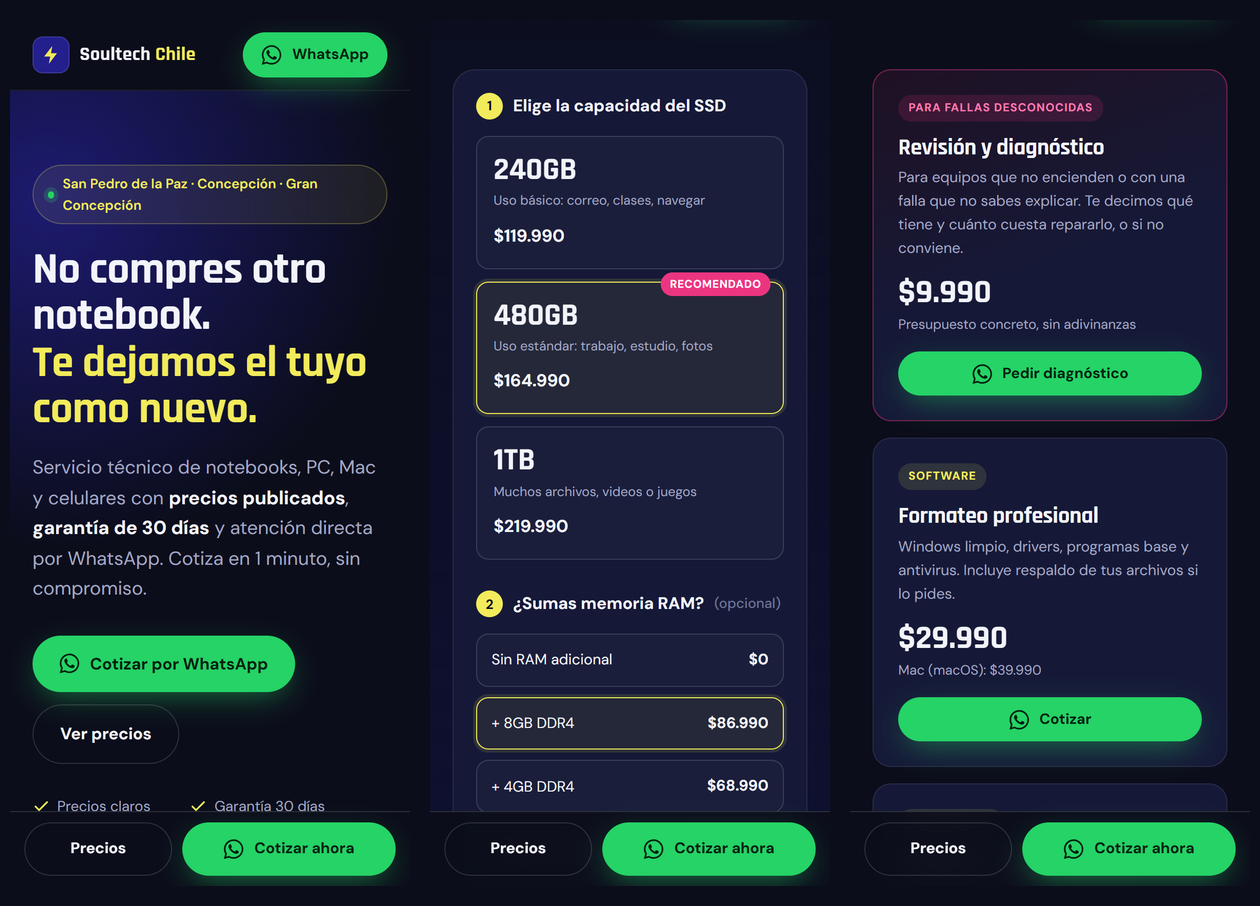 Soultech Chile
WhatsApp
San Pedro de la Paz · Concepción · Gran
Concepción
No compres otro
notebook.
Te dejamos el tuyo
como nuevo.
Servicio técnico de notebooks, PC, Mac
y celulares con precios publicados,
garantía de 30 días y atención directa
por WhatsApp. Cotiza en 1 minuto, sin
compromiso.
Cotizar por WhatsApp
Ver precios
Precios claros
Garantía 30 días
Precios
Cotizar ahora
1
Elige la capacidad del SSD
240GB
Uso básico: correo, clases, navegar
$119.990
RECOMENDADO
480GB
Uso estándar: trabajo, estudio, fotos
$164.990
1TB
Muchos archivos, videos o juegos
$219.990
2
¿Sumas memoria RAM? (opcional)
Sin RAM adicional
$0
+ 8GB DDR4
$86.990
+ 4GB DDR4
$68.990
Precios
Cotizar ahora
PARA FALLAS DESCONOCIDAS
Revisión y diagnóstico
Para equipos que no encienden o con una
falla que no sabes explicar. Te decimos qué
tiene y cuánto cuesta repararlo, o si no
conviene.
$9.990
Presupuesto concreto, sin adivinanzas
Pedir diagnóstico
SOFTWARE
Formateo profesional
Windows limpio, drivers, programas base y
antivirus. Incluye respaldo de tus archivos si
lo pides.
$29.990
Mac (macOS): $39.990
Cotizar
Precios
Cotizar ahora